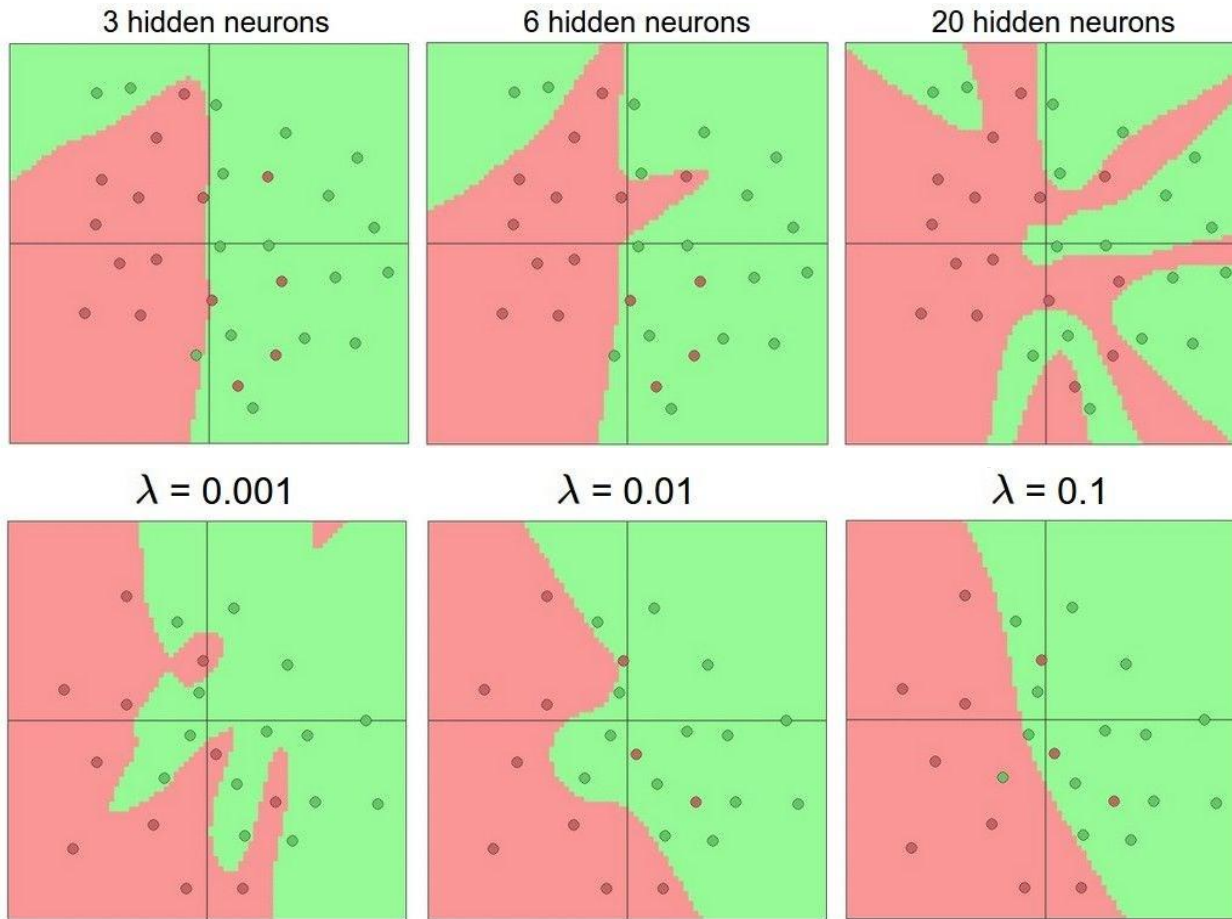 3 hidden neurons
6 hidden neurons
20 hidden neurons
λ = 0.001
λ = 0.01
λ = 0.1